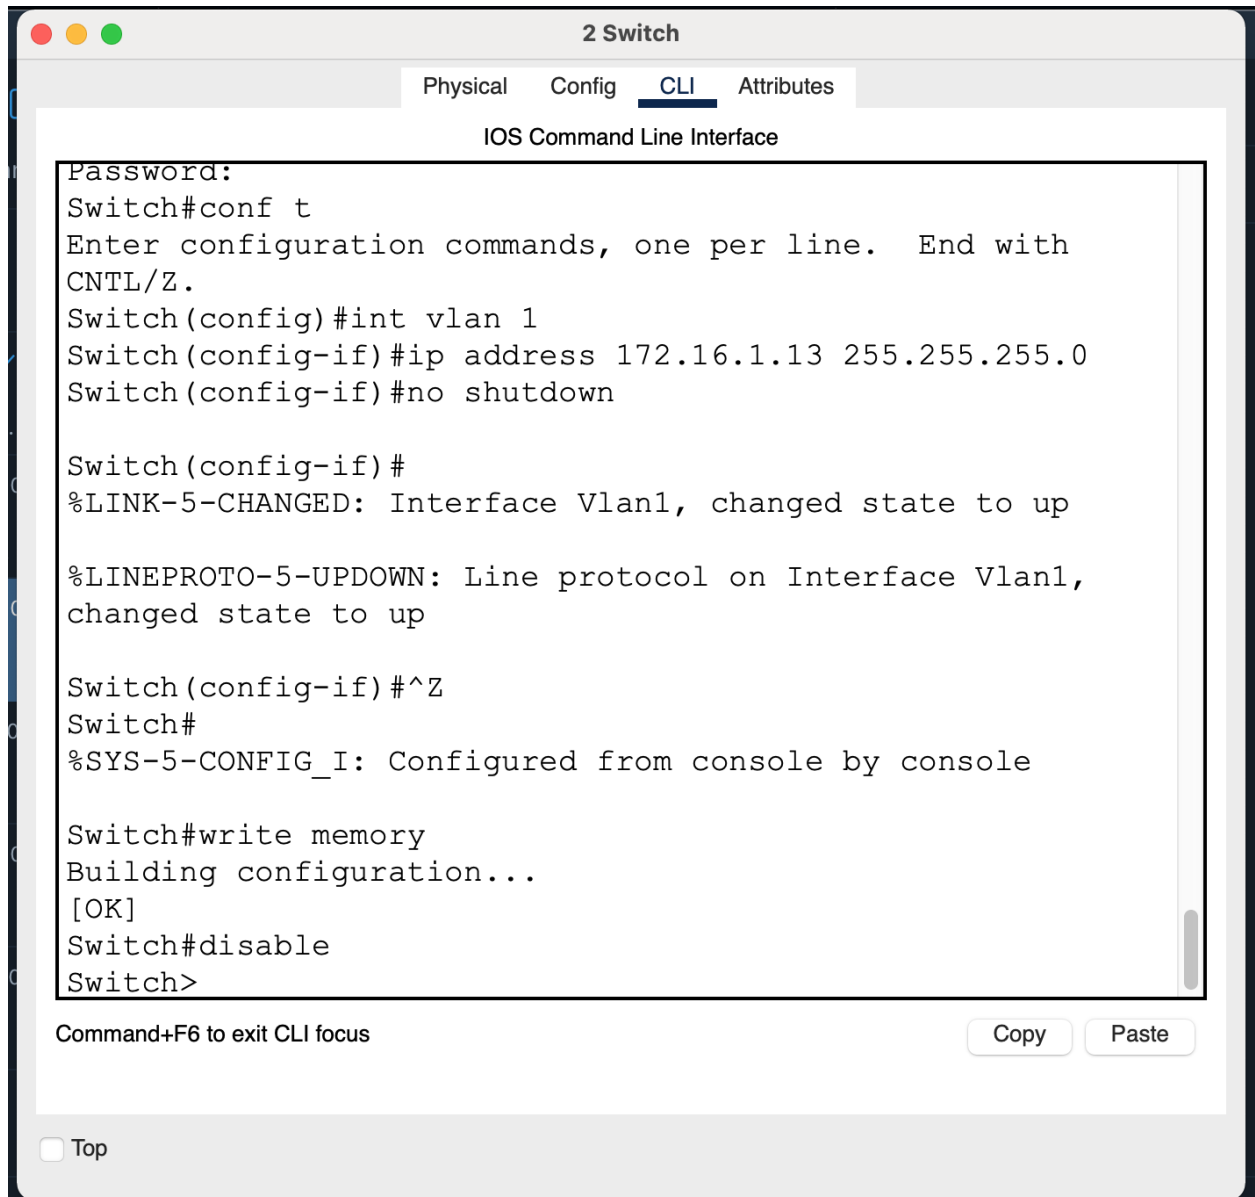 2 Switch
Physical Config CLI Attributes
IOS Command Line Interface
Password:
Switch#conf t
Enter configuration commands, one per line.  End with
CNTL/Z.
Switch(config)#int vlan 1
Switch(config-if)#ip address 172.16.1.13 255.255.255.0
Switch(config-if)#no shutdown
Switch(config-if)#
%LINK-5-CHANGED: Interface Vlan1, changed state to up
%LINEPROTO-5-UPDOWN: Line protocol on Interface Vlan1,
changed state to up
Switch(config-if)#^Z
Switch#
%SYS-5-CONFIG_I: Configured from console by console
Switch#write memory
Building configuration...
[OK]
Switch#disable
Switch>
Command+F6 to exit CLI focus
Copy Paste
Top